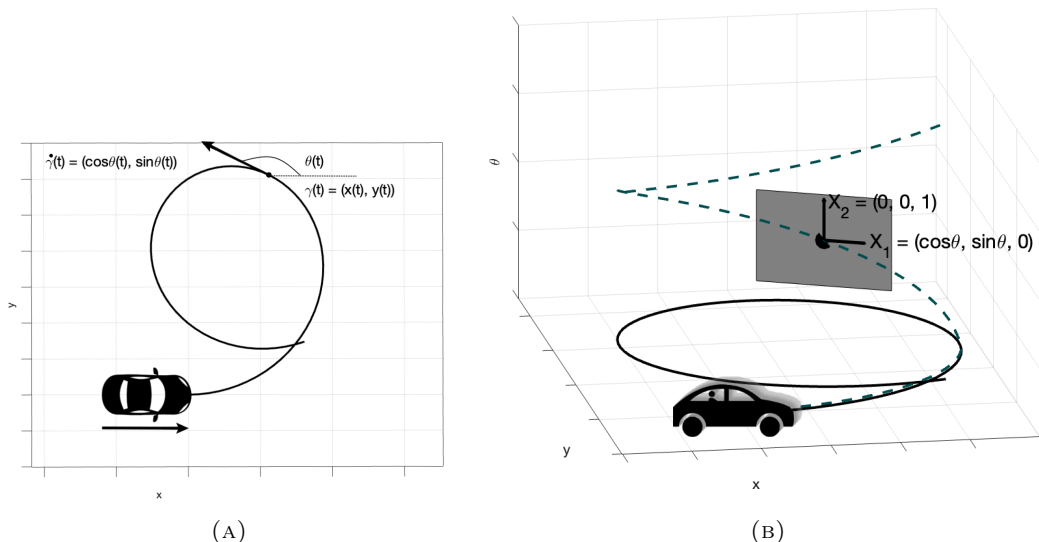 γ̇(t) = (cosθ(t), sinθ(t))
θ(t)
γ(t) = (x(t), y(t))
y
x
(A)
θ
X₂ = (0, 0, 1)
X₁ = (cosθ, sinθ, 0)
y
x
(B)